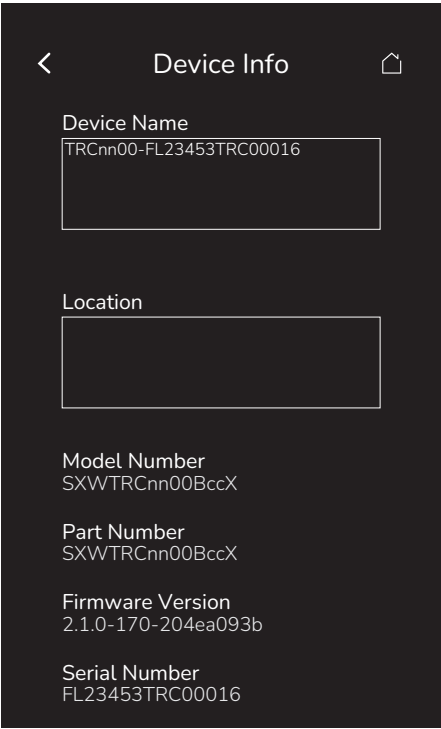 Device Info
Device Name
TRCnn00-FL23453TRC00016
Location
Model Number
SXWTRCnn00BccX
Part Number
SXWTRCnn00BccX
Firmware Version
2.1.0-170-204ea093b
Serial Number
FL23453TRC00016